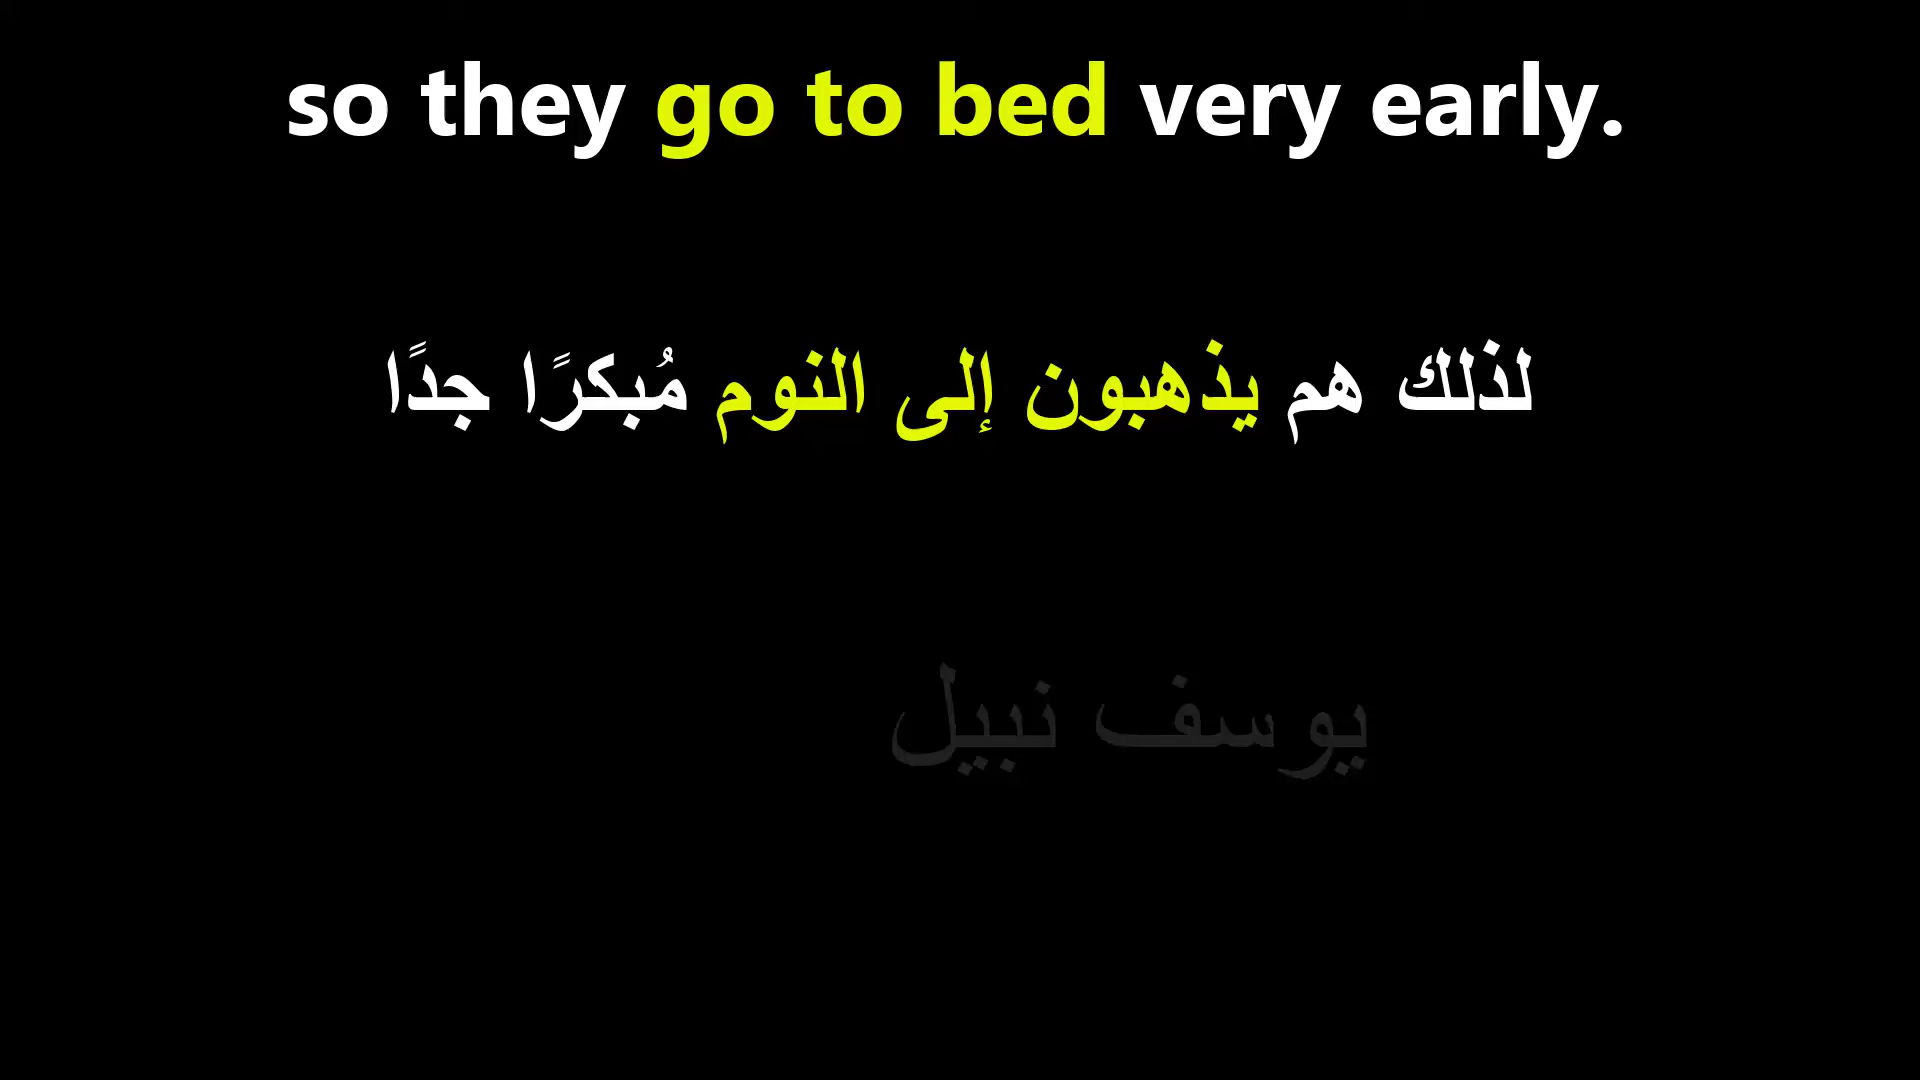 so they go to bed very early.
لذلك هم يذهبون إلى النوم مُبكرًا جدًا
يوسف نبيل